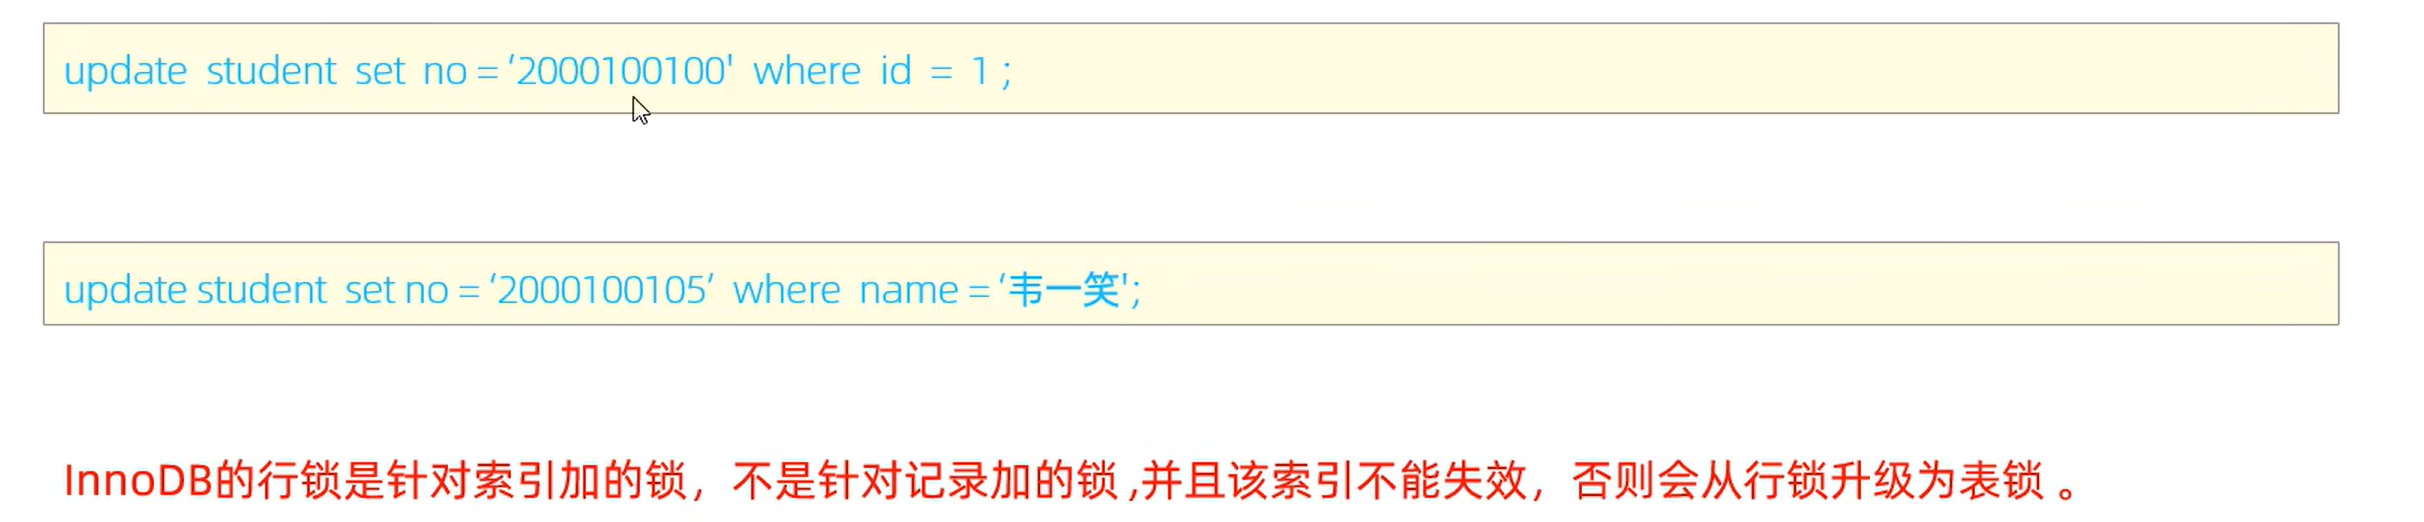 update student set no = ‘2000100100' where id = 1 ;
update student set no = ‘2000100105’ where name = ‘韦一笑';
InnoDB的行锁是针对索引加的锁，不是针对记录加的锁 ,并且该索引不能失效，否则会从行锁升级为表锁 。